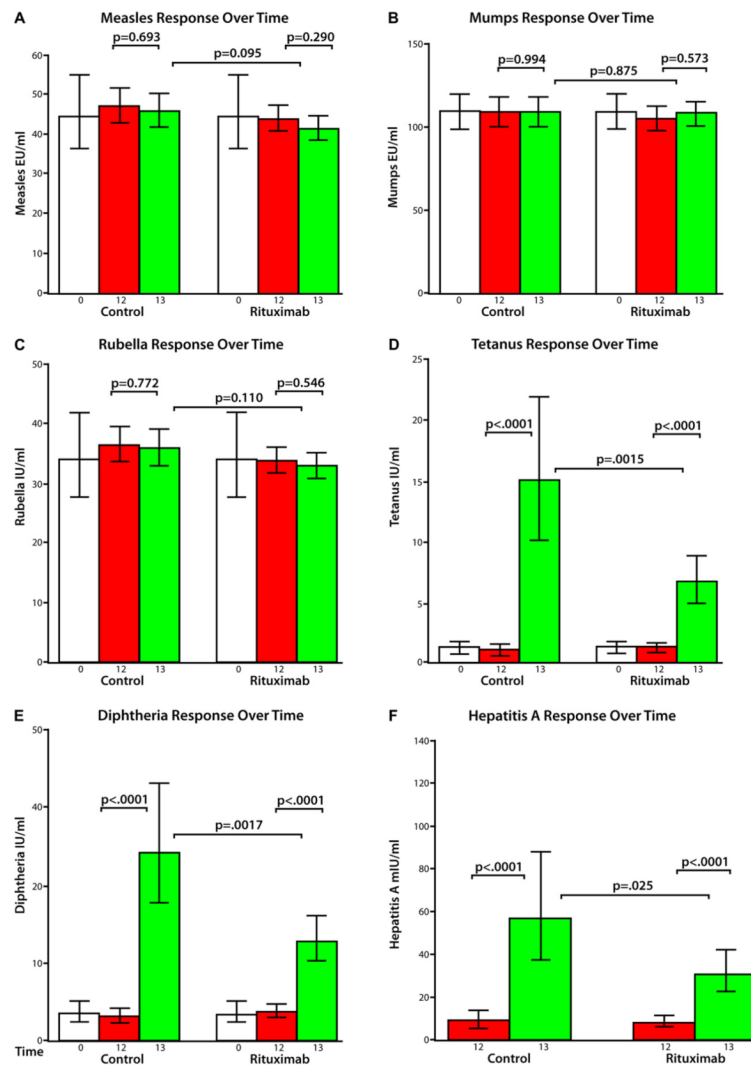 A
Measles Response Over Time
p=0.693
p=0.290
p=0.095
Measles EU/ml
60
50
40
30
20
10
0
0 12 13 0 12 13
Control Rituximab
B
Mumps Response Over Time
p=0.994
p=0.573
p=0.875
Mumps EU/ml
150
100
50
0
0 12 13 0 12 13
Control Rituximab
C
Rubella Response Over Time
p=0.772
p=0.546
p=0.110
Rubella IU/ml
50
40
30
20
10
0
0 12 13 0 12 13
Control Rituximab
D
Tetanus Response Over Time
p<.0001
p<.0001
p=.0015
Tetanus IU/ml
25
20
15
10
5
0
0 12 13 0 12 13
Control Rituximab
E
Diphtheria Response Over Time
p<.0001
p<.0001
p=.0017
Diphtheria IU/ml
50
40
20
10
0
Time
0 12 13 0 12 13
Control Rituximab
F
Hepatitis A Response Over Time
p<.0001
p<.0001
p=.025
Hepatitis A mIU/ml
140
100
80
60
40
20
0
12 13 12 13
Control Rituximab